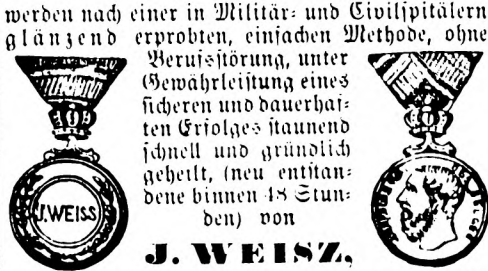 werden nach einer in Militär- und Civilspitälern
glänzend erprobten, einfachen Methode, ohne
Berufsstörung, unter
Gewährleistung eines
sicheren und dauerhaf-
ten Erfolges staunend
schnell und gründlich
geheilt, (neu entstan-
dene binnen 48 Stun-
den) von
J. WEISZ,
J. WEISS